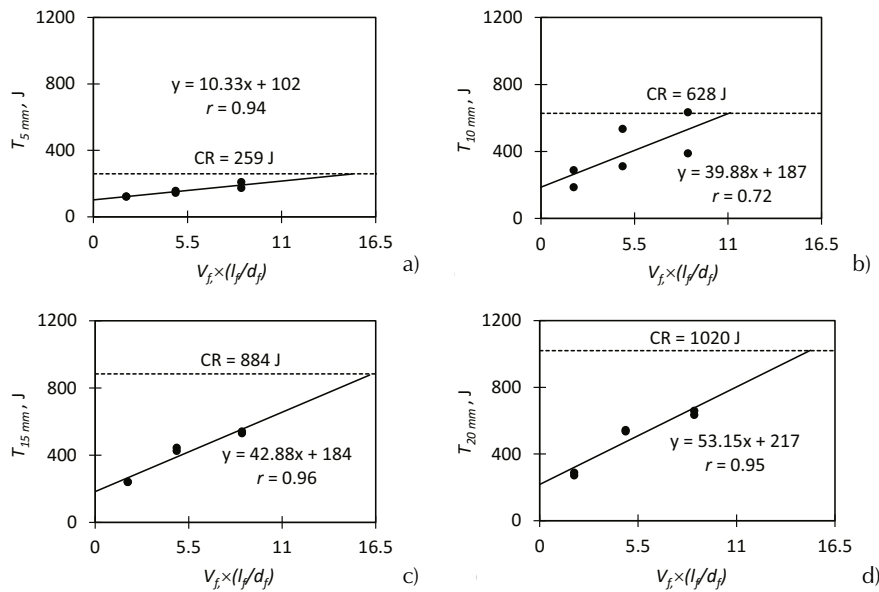 1200
800
400
0
T5 mm , J
y = 10.33x + 102
r = 0.94
CR = 259 J
0 5.5 11 16.5
Vf,×(lf/df)
a)
1200
800
400
0
T10 mm , J
CR = 628 J
y = 39.88x + 187
r = 0.72
0 5.5 11 16.5
Vf,×(lf/df)
b)
1200
800
400
0
T15 mm , J
CR = 884 J
y = 42.88x + 184
r = 0.96
0 5.5 11 16.5
Vf,×(lf/df)
c)
1200
800
400
0
T20 mm , J
CR = 1020 J
y = 53.15x + 217
r = 0.95
0 5.5 11 16.5
Vf,×(lf/df)
d)